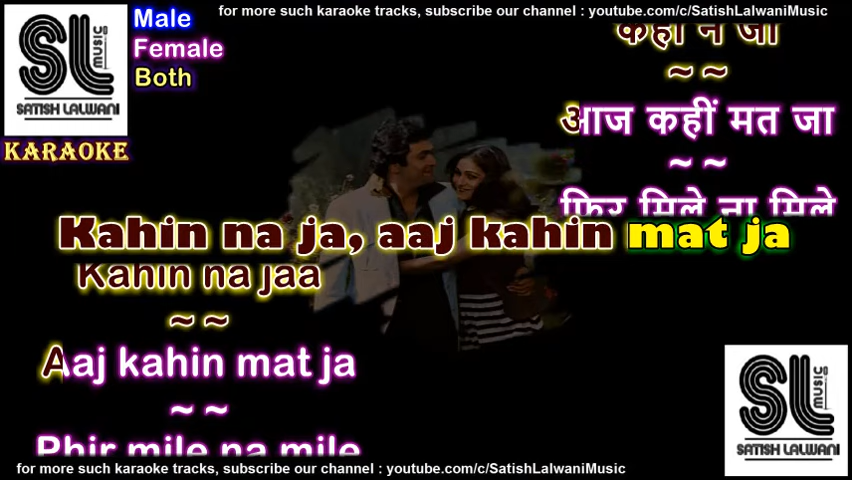 for more such karaoke tracks, subscribe our channel : youtube.com/c/SatishLalwaniMusic
SL
MUSIC
SATISH LALWANI
KARAOKE
Male
Female
Both
कहीं न जा
~ ~
आज कहीं मत जा
~ ~
फिर मिले ना मिले
Kahin na ja, aaj kahin mat ja
Kahin na jaa
~ ~
Aaj kahin mat ja
~ ~
Phir mile na mile
SL
MUSIC
SATISH LALWANI
for more such karaoke tracks, subscribe our channel : youtube.com/c/SatishLalwaniMusic